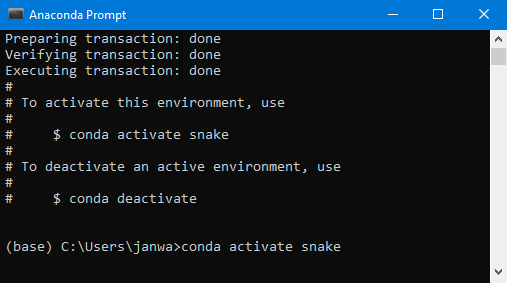 Anaconda Prompt
Preparing transaction: done
Verifying transaction: done
Executing transaction: done
#
# To activate this environment, use
#
#     $ conda activate snake
#
# To deactivate an active environment, use
#
#     $ conda deactivate
(base) C:\Users\janwa>conda activate snake